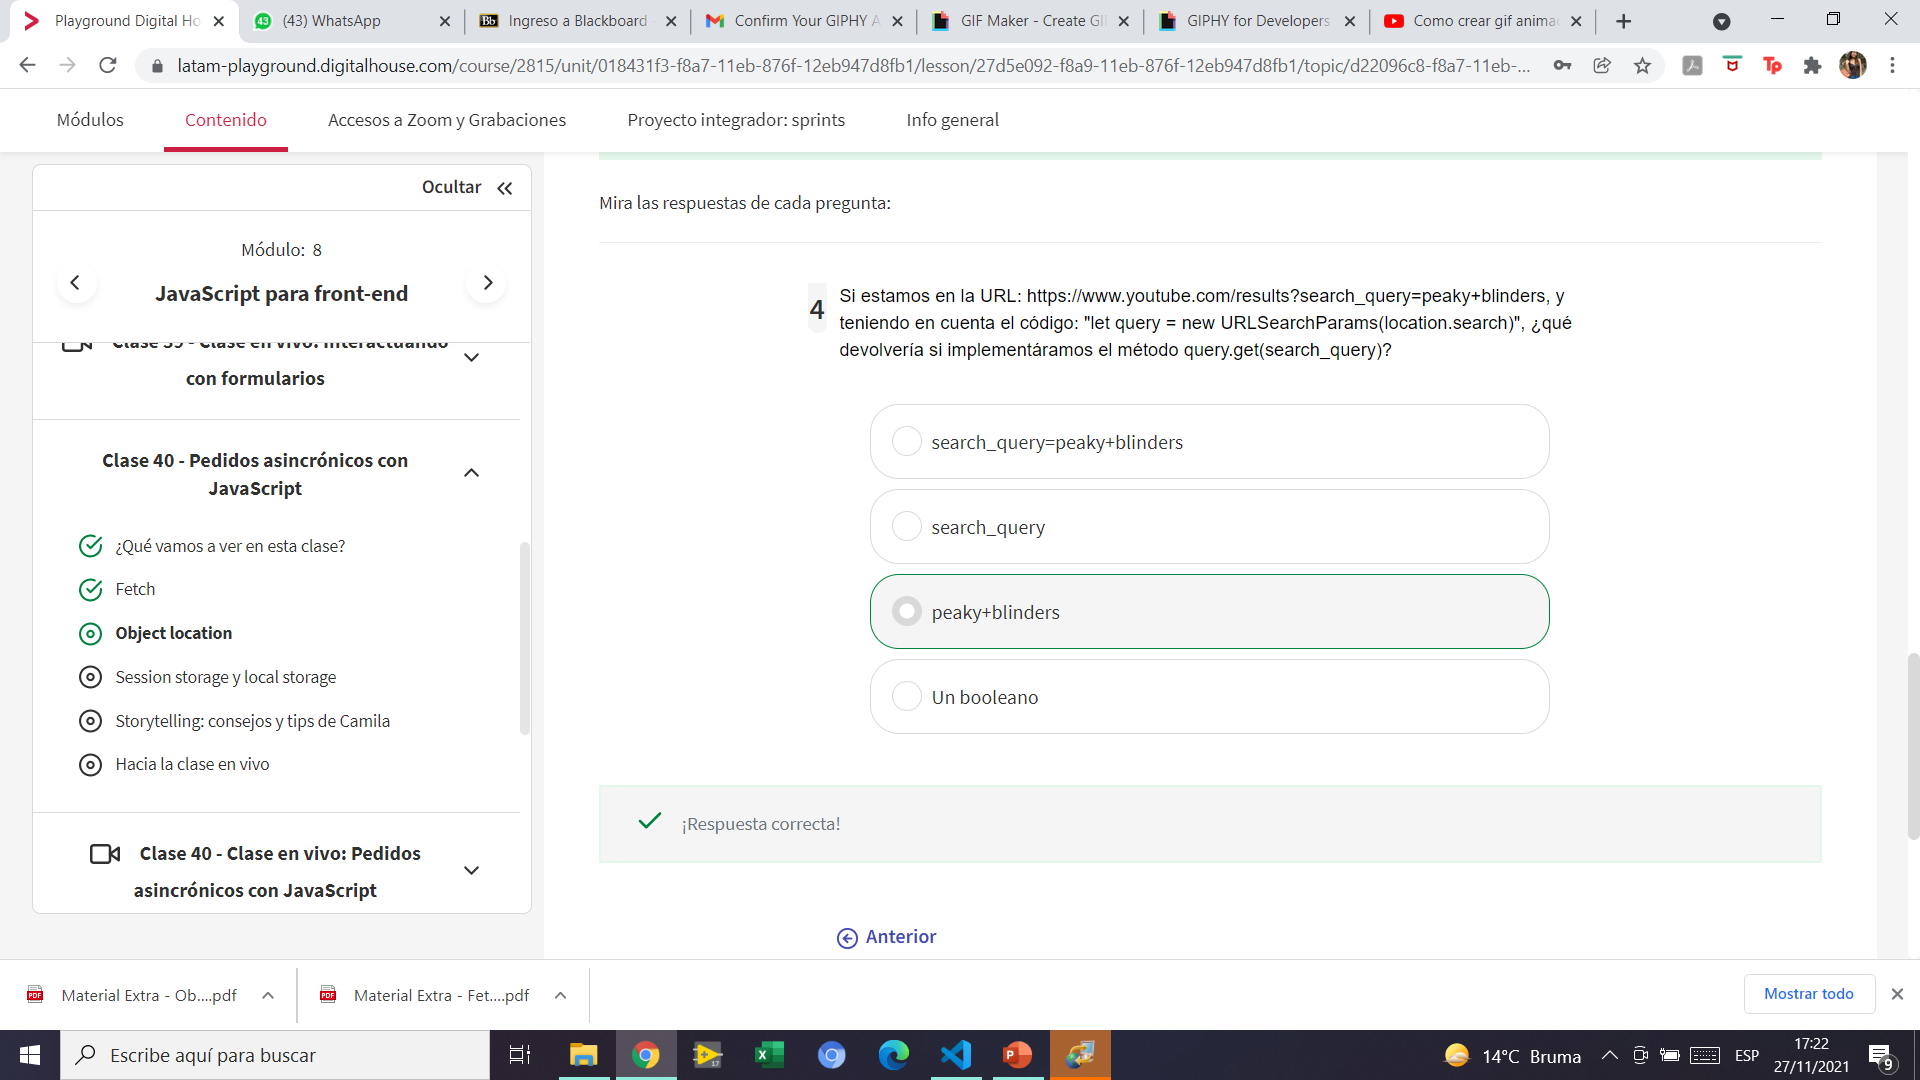 Playground Digital Ho
(43) WhatsApp
Ingreso a Blackboard
Confirm Your GIPHY A
GIF Maker - Create GI
GIPHY for Developers
Como crear gif anima
latam-playground.digitalhouse.com/course/2815/unit/018431f3-f8a7-11eb-876f-12eb947d8fb1/lesson/27d5e092-f8a9-11eb-876f-12eb947d8fb1/topic/d22096c8-f8a7-11eb-...
Módulos
Contenido
Accesos a Zoom y Grabaciones
Proyecto integrador: sprints
Info general
Ocultar
Módulo: 8
JavaScript para front-end
Clase 39 - Clase en vivo: Interactuando
con formularios
Clase 40 - Pedidos asincrónicos con
JavaScript
¿Qué vamos a ver en esta clase?
Fetch
Object location
Session storage y local storage
Storytelling: consejos y tips de Camila
Hacia la clase en vivo
Clase 40 - Clase en vivo: Pedidos
asincrónicos con JavaScript
Mira las respuestas de cada pregunta:
4
Si estamos en la URL: https://www.youtube.com/results?search_query=peaky+blinders, y
teniendo en cuenta el código: "let query = new URLSearchParams(location.search)", ¿qué
devolvería si implementáramos el método query.get(search_query)?
search_query=peaky+blinders
search_query
peaky+blinders
Un booleano
¡Respuesta correcta!
Anterior
Material Extra - Ob....pdf
Material Extra - Fet....pdf
Mostrar todo
Escribe aquí para buscar
14°C Bruma
ESP
17:22
27/11/2021
9